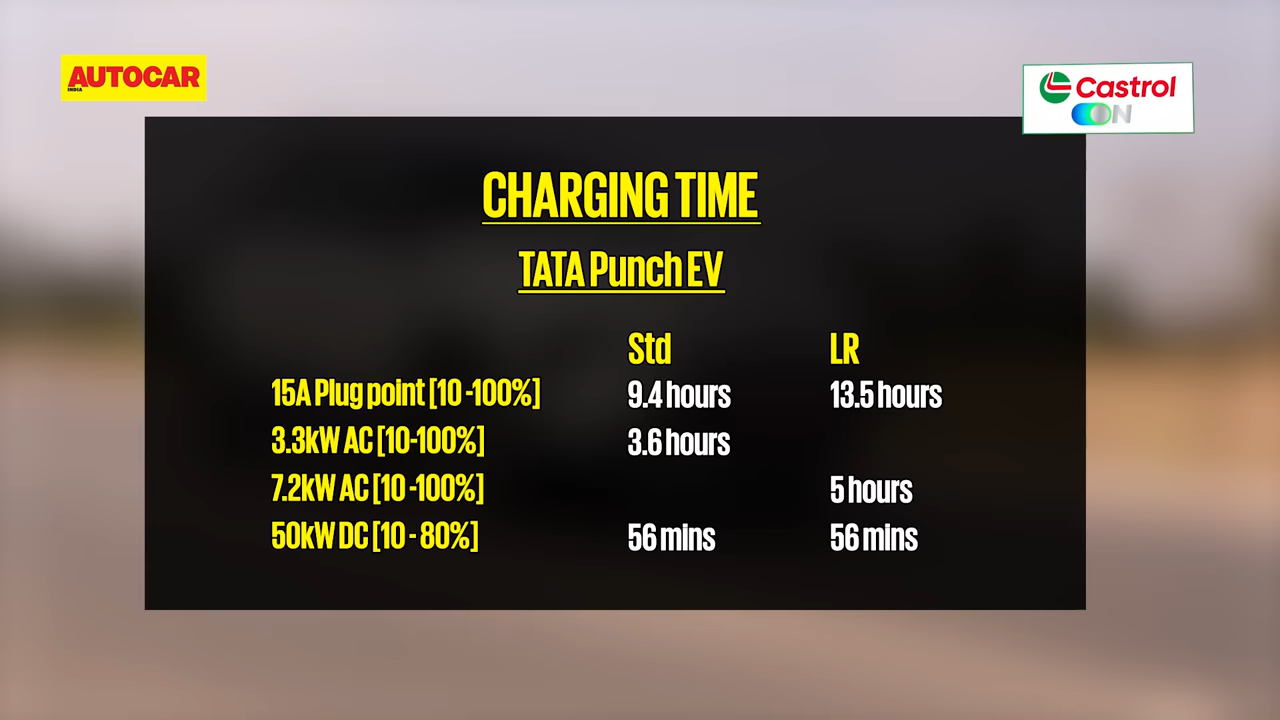 AUTOCAR
INDIA
Castrol
ON
CHARGING TIME
TATA Punch EV
Std LR
15A Plug point [10 -100%] 9.4 hours 13.5 hours
3.3kW AC [10-100%] 3.6 hours
7.2kW AC [10 -100%] 5 hours
50kW DC [10 - 80%] 56 mins 56 mins